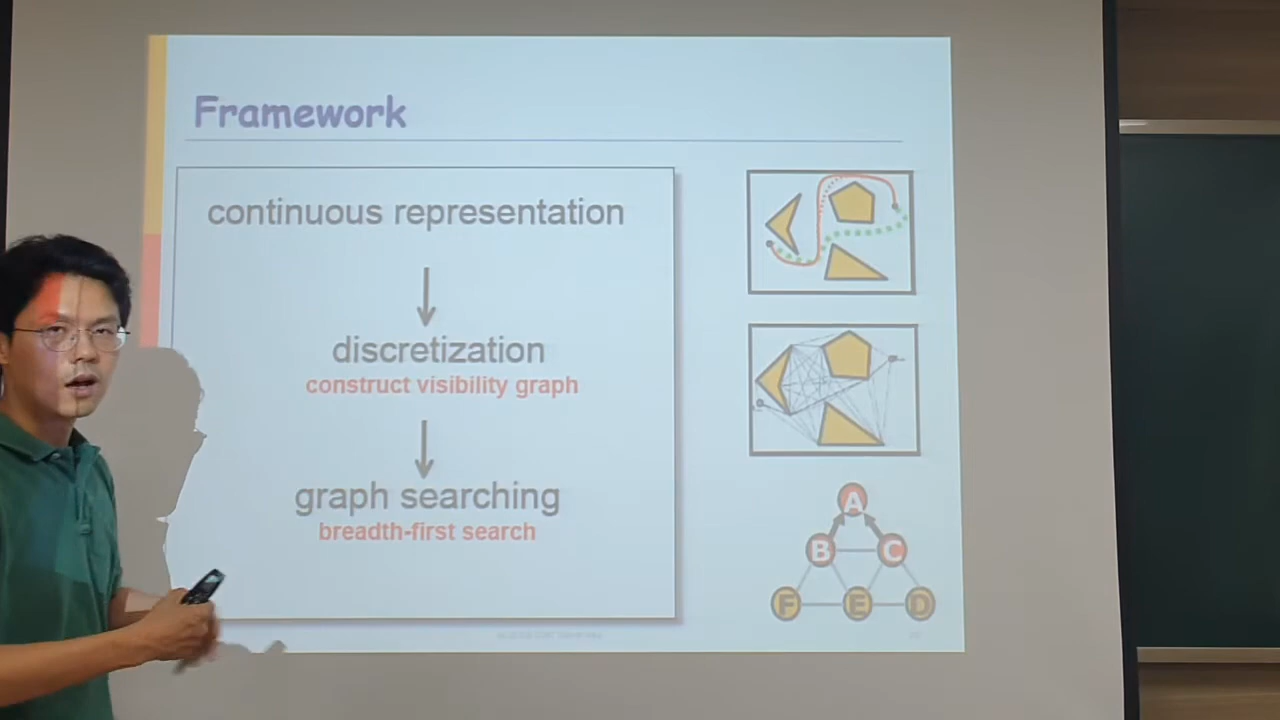 Framework
continuous representation
discretization
construct visibility graph
graph searching
breadth-first search
A
B C
F E D